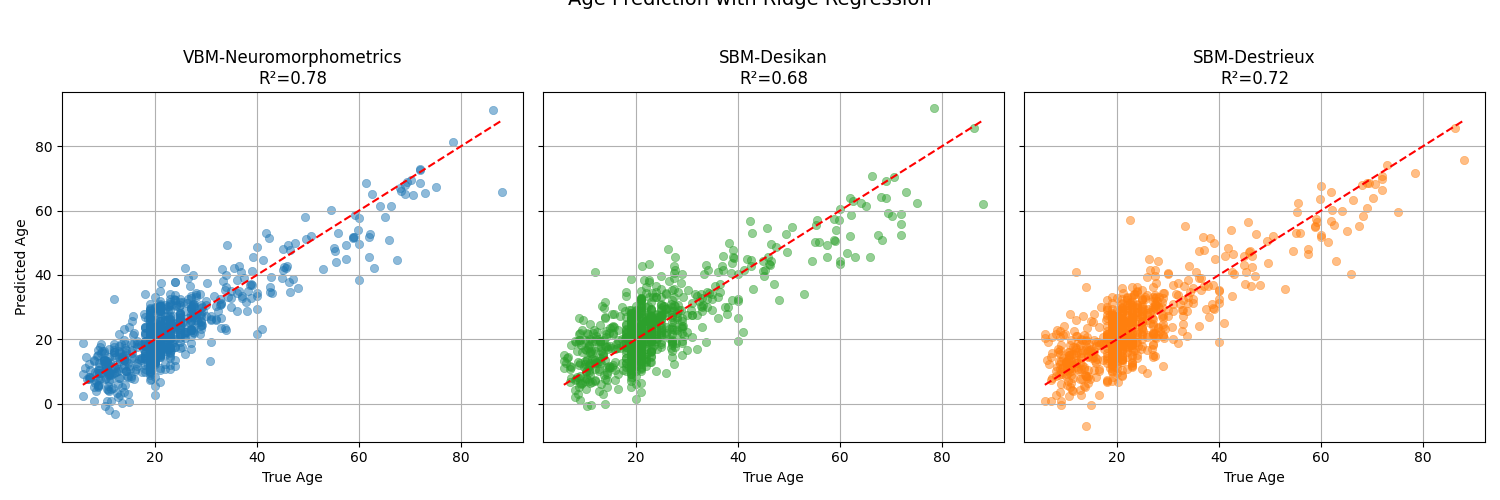 Age Prediction with Ridge Regression
VBM-Neuromorphometrics
R²=0.78
SBM-Desikan
R²=0.68
SBM-Destrieux
R²=0.72
Predicted Age
80
60
40
20
0
20 40 60 80
20 40 60 80
20 40 60 80
True Age
True Age
True Age